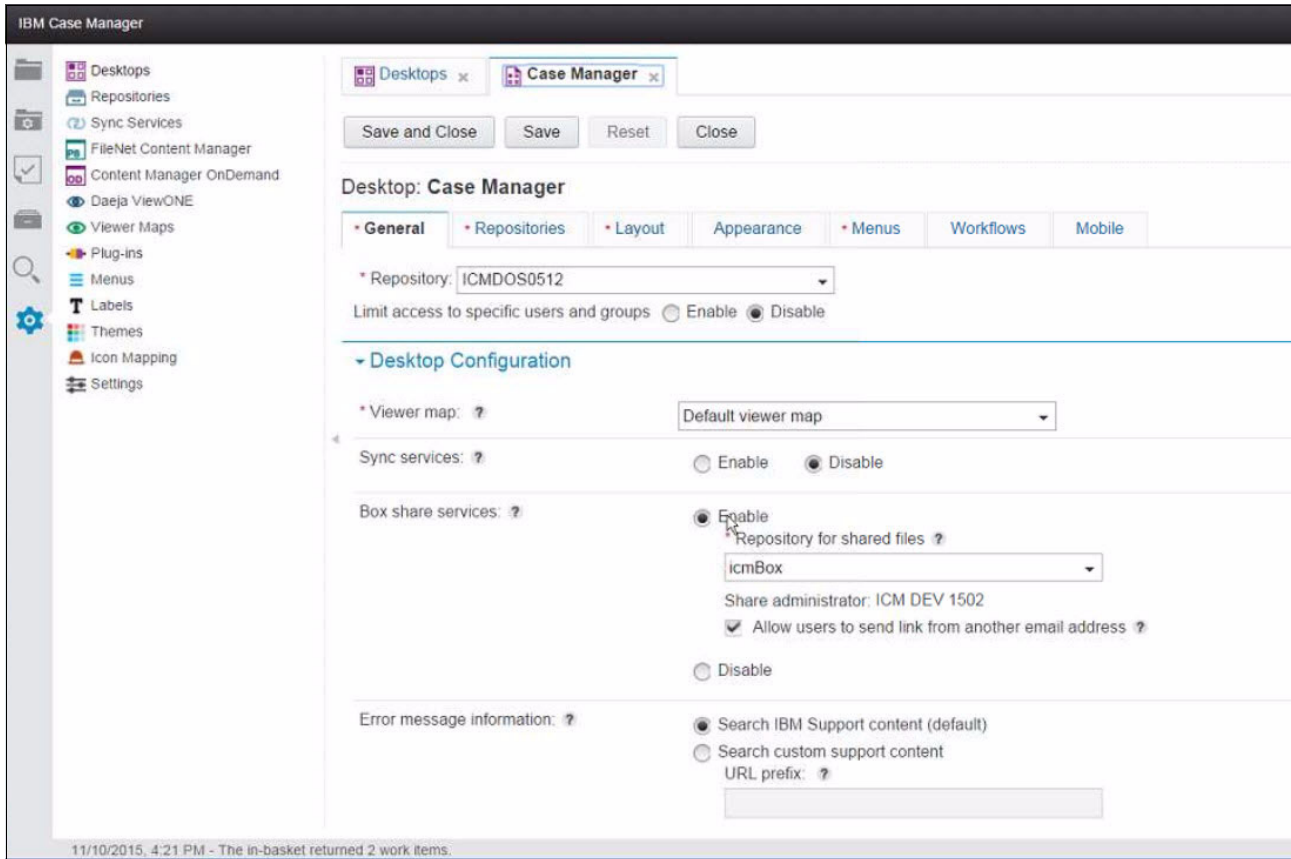 IBM Case Manager
Desktops
Repositories
Sync Services
FileNet Content Manager
Content Manager OnDemand
Daeja ViewONE
Viewer Maps
Plug-ins
Menus
Labels
Themes
Icon Mapping
Settings
Desktops x Case Manager x
Save and Close Save Reset Close
Desktop: Case Manager
* General * Repositories * Layout Appearance * Menus Workflows Mobile
* Repository: ICMDOS0512
Limit access to specific users and groups Enable Disable
Desktop Configuration
* Viewer map: ? Default viewer map
Sync services: ? Enable Disable
Box share services: ? Enable
* Repository for shared files ?
icmBox
Share administrator: ICM DEV 1502
Allow users to send link from another email address ?
Disable
Error message information: ? Search IBM Support content (default)
Search custom support content
URL prefix: ?
11/10/2015, 4:21 PM - The in-basket returned 2 work items.